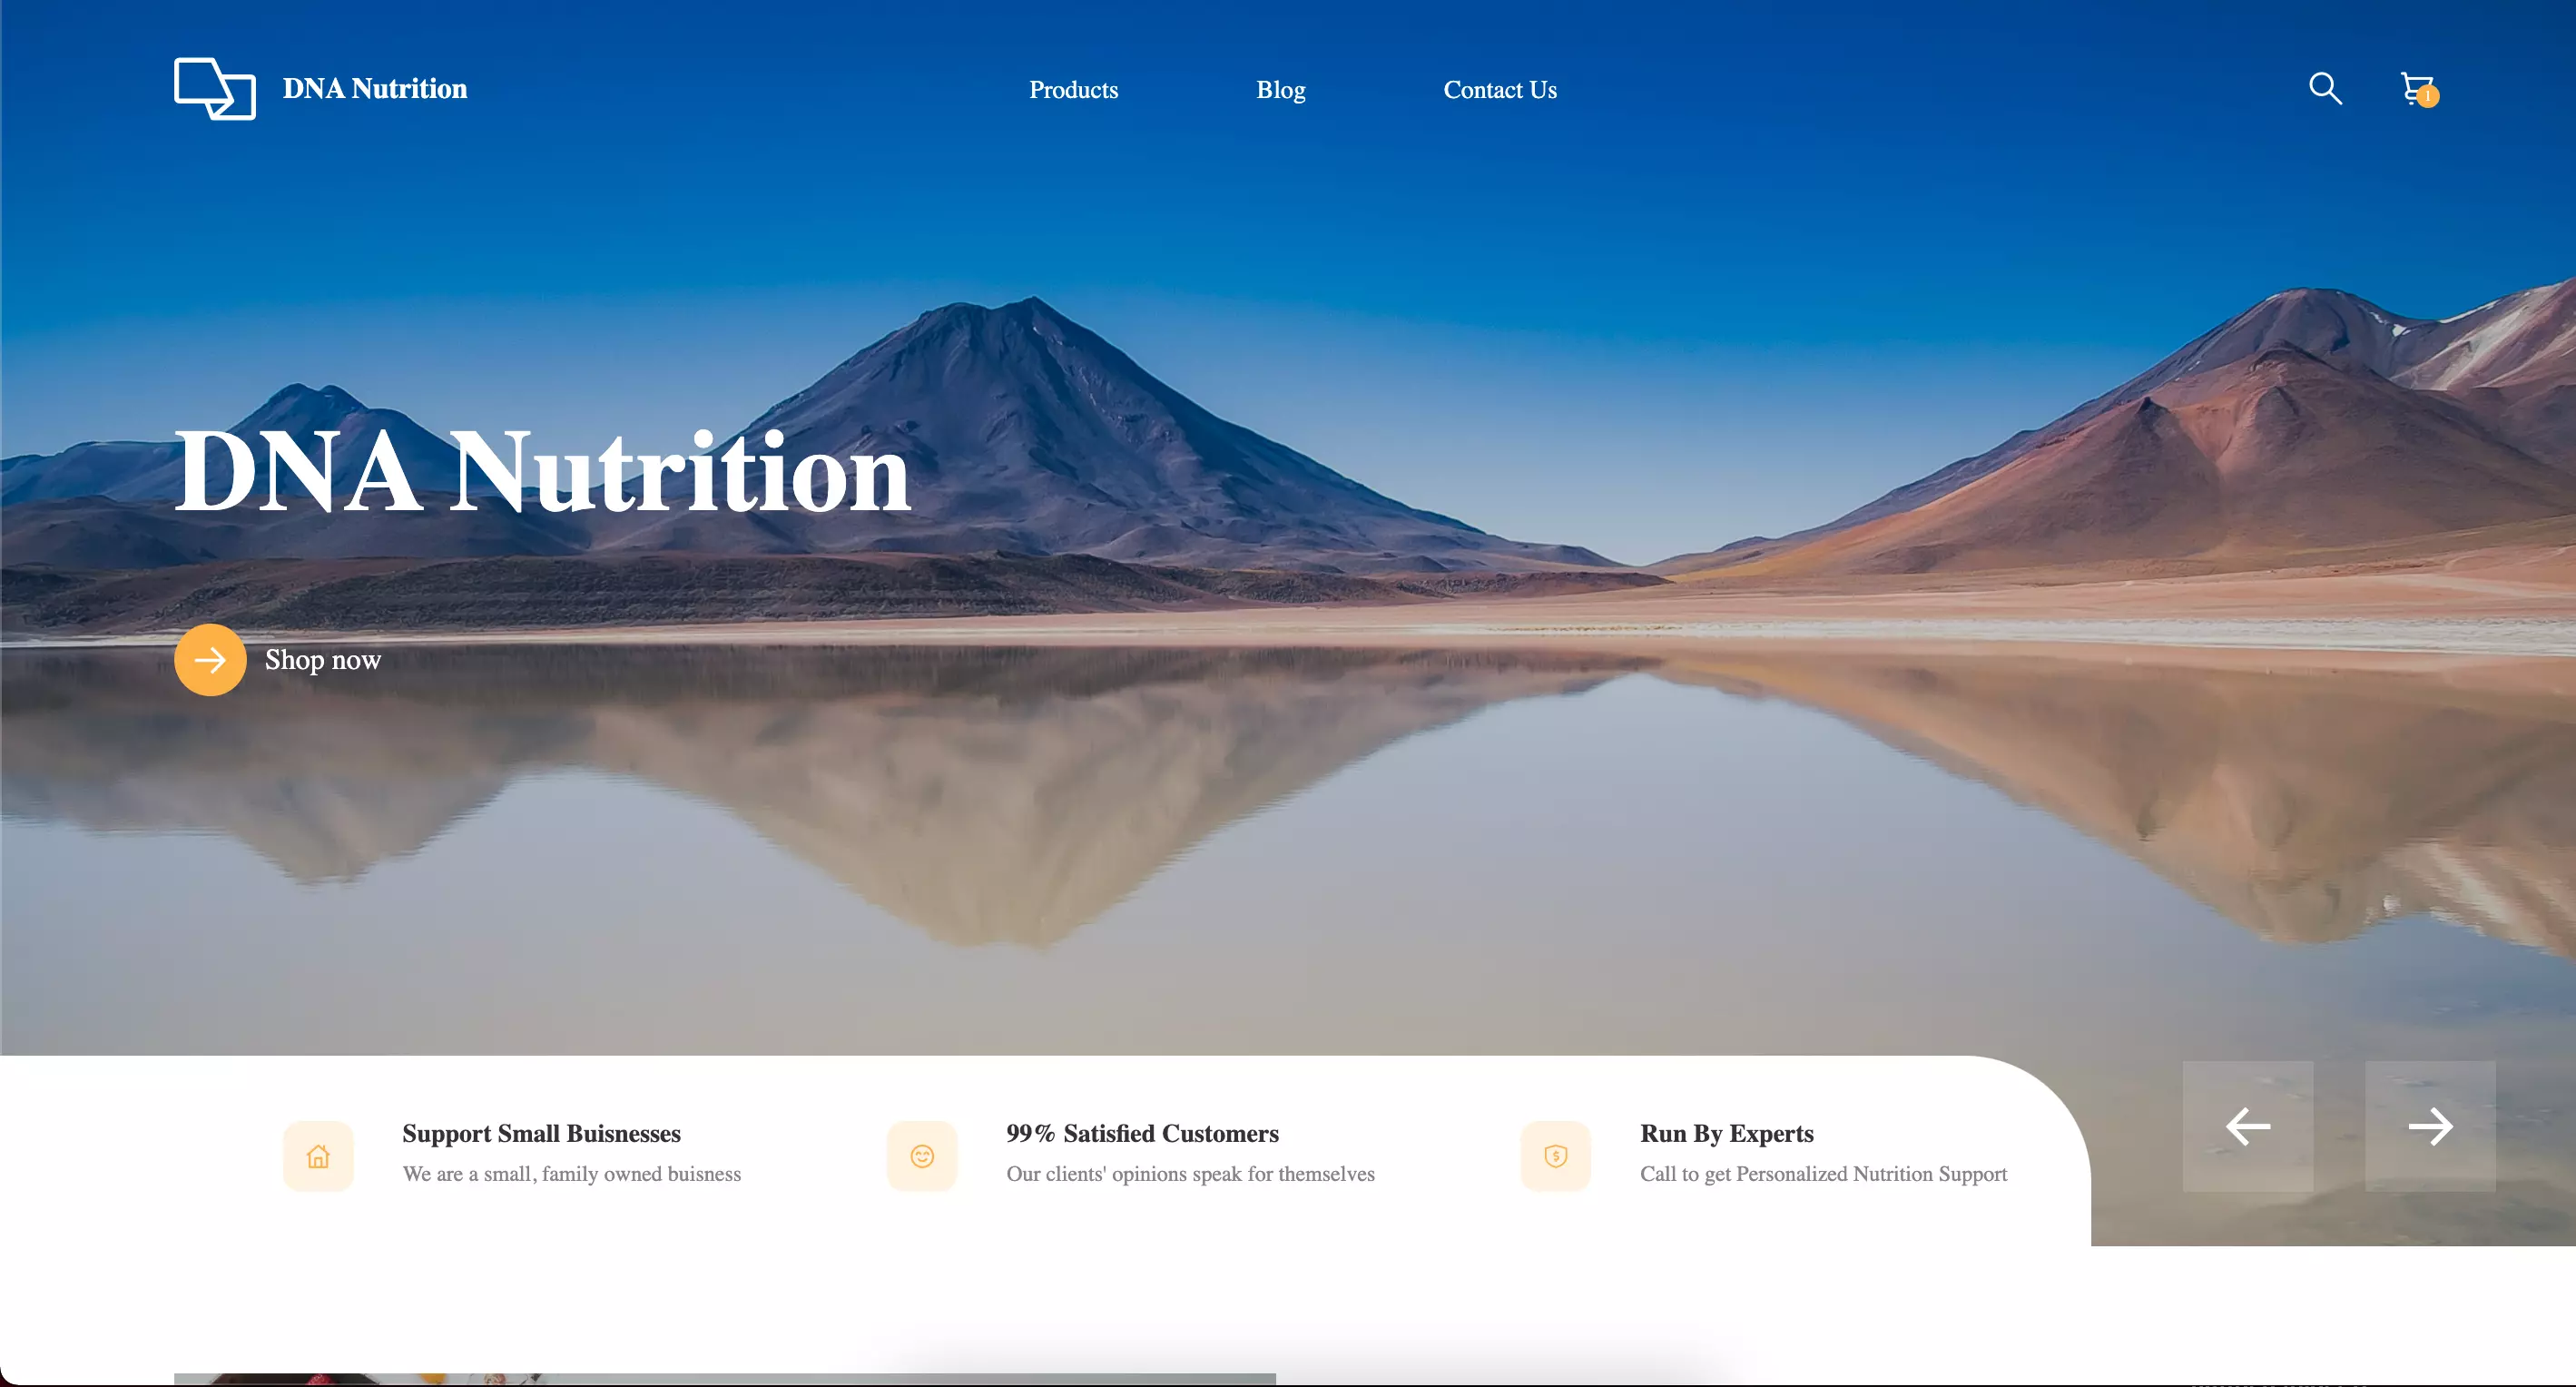 DNA Nutrition
Products
Blog
Contact Us
1
DNA Nutrition
Shop now
Support Small Buisnesses
We are a small, family owned buisness
99% Satisfied Customers
Our clients' opinions speak for themselves
Run By Experts
Call to get Personalized Nutrition Support